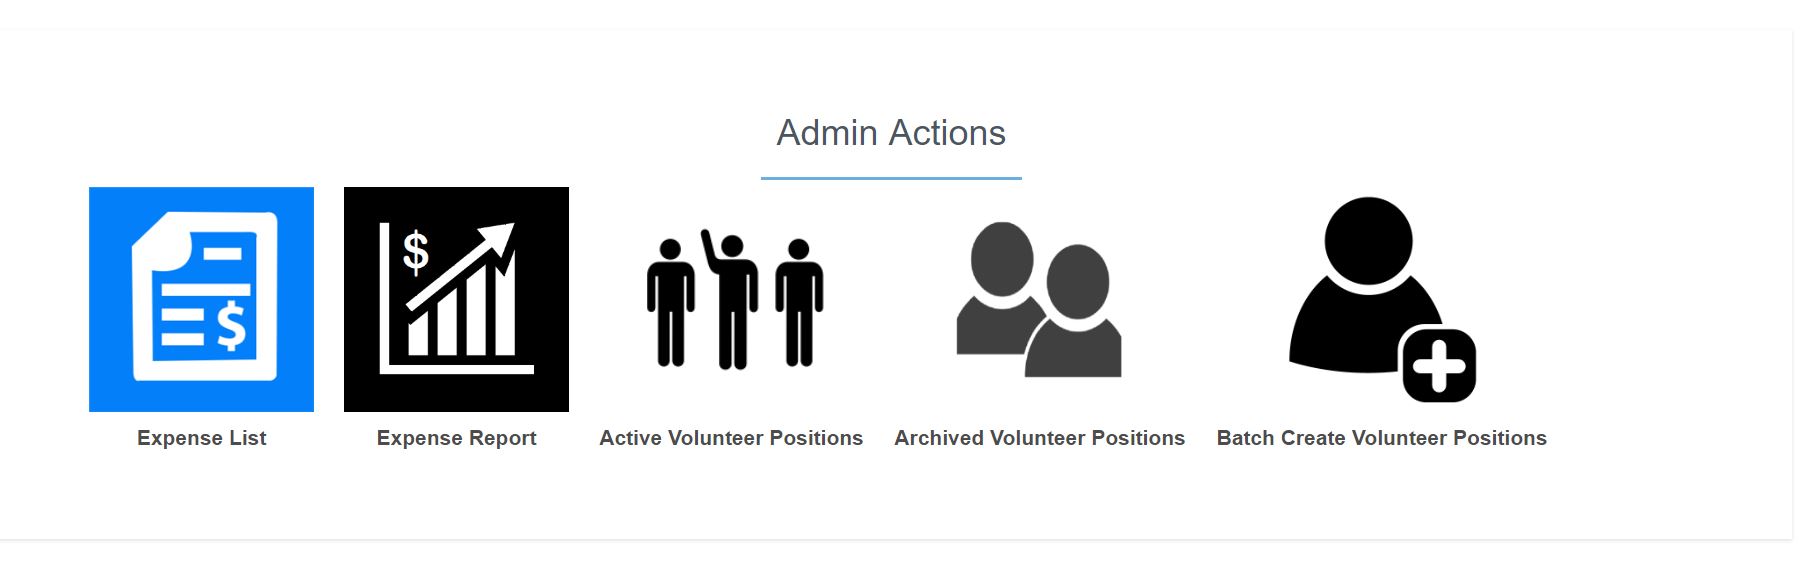 Admin Actions
$
$
Expense List
Expense Report
Active Volunteer Positions
Archived Volunteer Positions
Batch Create Volunteer Positions